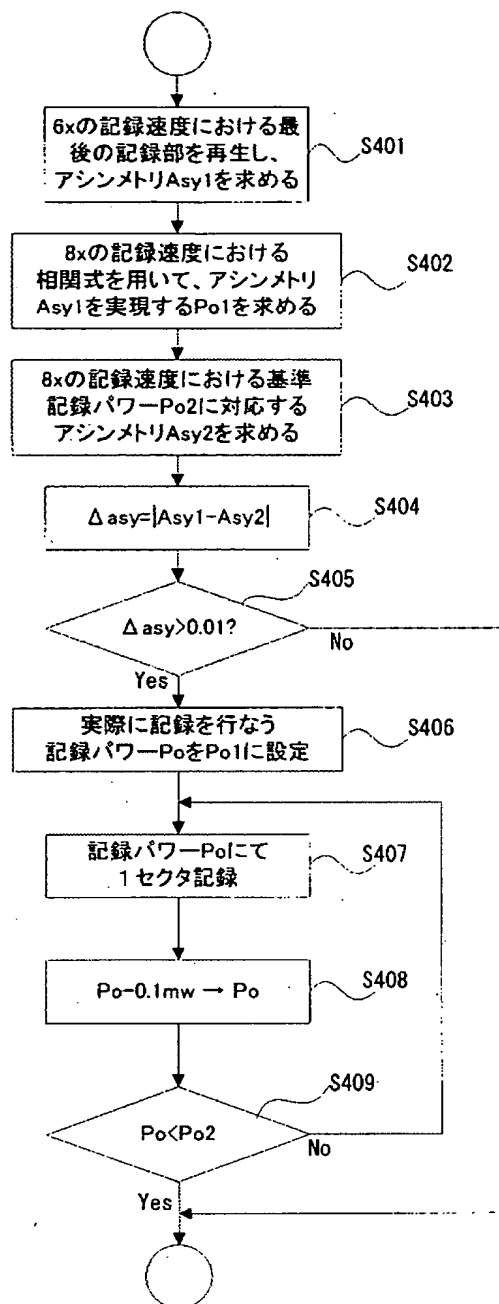 6xの記録速度における最
後の記録部を再生し、
アシンメトリAsy1を求める
S401
8xの記録速度における
相関式を用いて、アシンメトリ
Asy1を実現するPo1を求める
S402
8xの記録速度における基準
記録パワーPo2に対応する
アシンメトリAsy2を求める
S403
Δasy=|Asy1-Asy2|
S404
S405
Δasy>0.01?
No
Yes
実際に記録を行なう
記録パワーPoをPo1に設定
S406
記録パワーPoにて
1セクタ記録
S407
Po-0.1mw → Po
S408
S409
Po<Po2
No
Yes